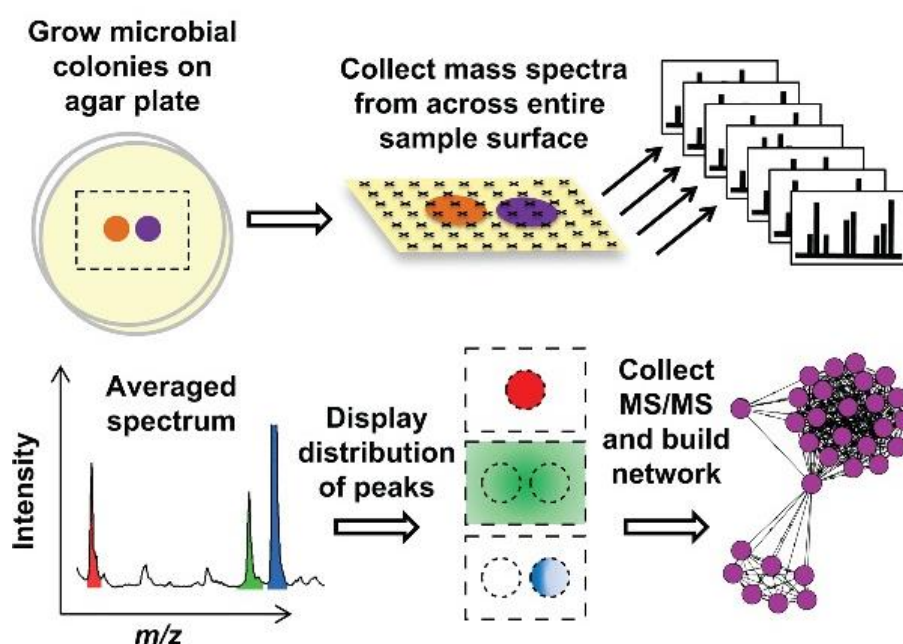 Grow microbial
colonies on
agar plate
Collect mass spectra
from across entire
sample surface
Averaged
spectrum
Intensity
m/z
Display
distribution
of peaks
Collect
MS/MS
and build
network